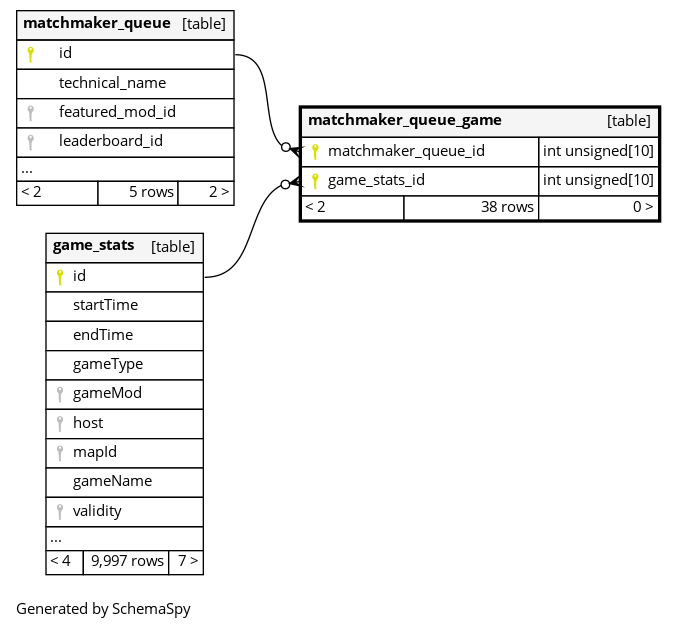 matchmaker_queue [table]
id
technical_name
featured_mod_id
leaderboard_id
...
< 2 5 rows 2 >
matchmaker_queue_game [table]
matchmaker_queue_id int unsigned[10]
game_stats_id int unsigned[10]
< 2 38 rows 0 >
game_stats [table]
id
startTime
endTime
gameType
gameMod
host
mapId
gameName
validity
...
< 4 9,997 rows 7 >
Generated by SchemaSpy